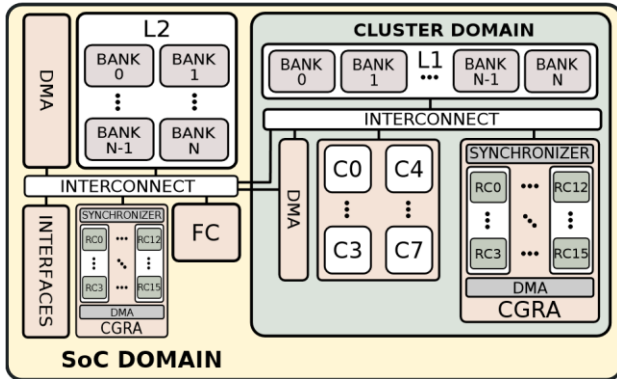 DMA
L2
BANK 0
BANK 1
BANK N-1
BANK N
INTERCONNECT
INTERFACES
SYNCHRONIZER
RC0
RC12
RC3
RC15
DMA
CGRA
FC
SoC DOMAIN
CLUSTER DOMAIN
L1
BANK 0
BANK 1
BANK N-1
BANK N
INTERCONNECT
DMA
C0
C4
C3
C7
SYNCHRONIZER
RC0
RC12
RC3
RC15
DMA
CGRA